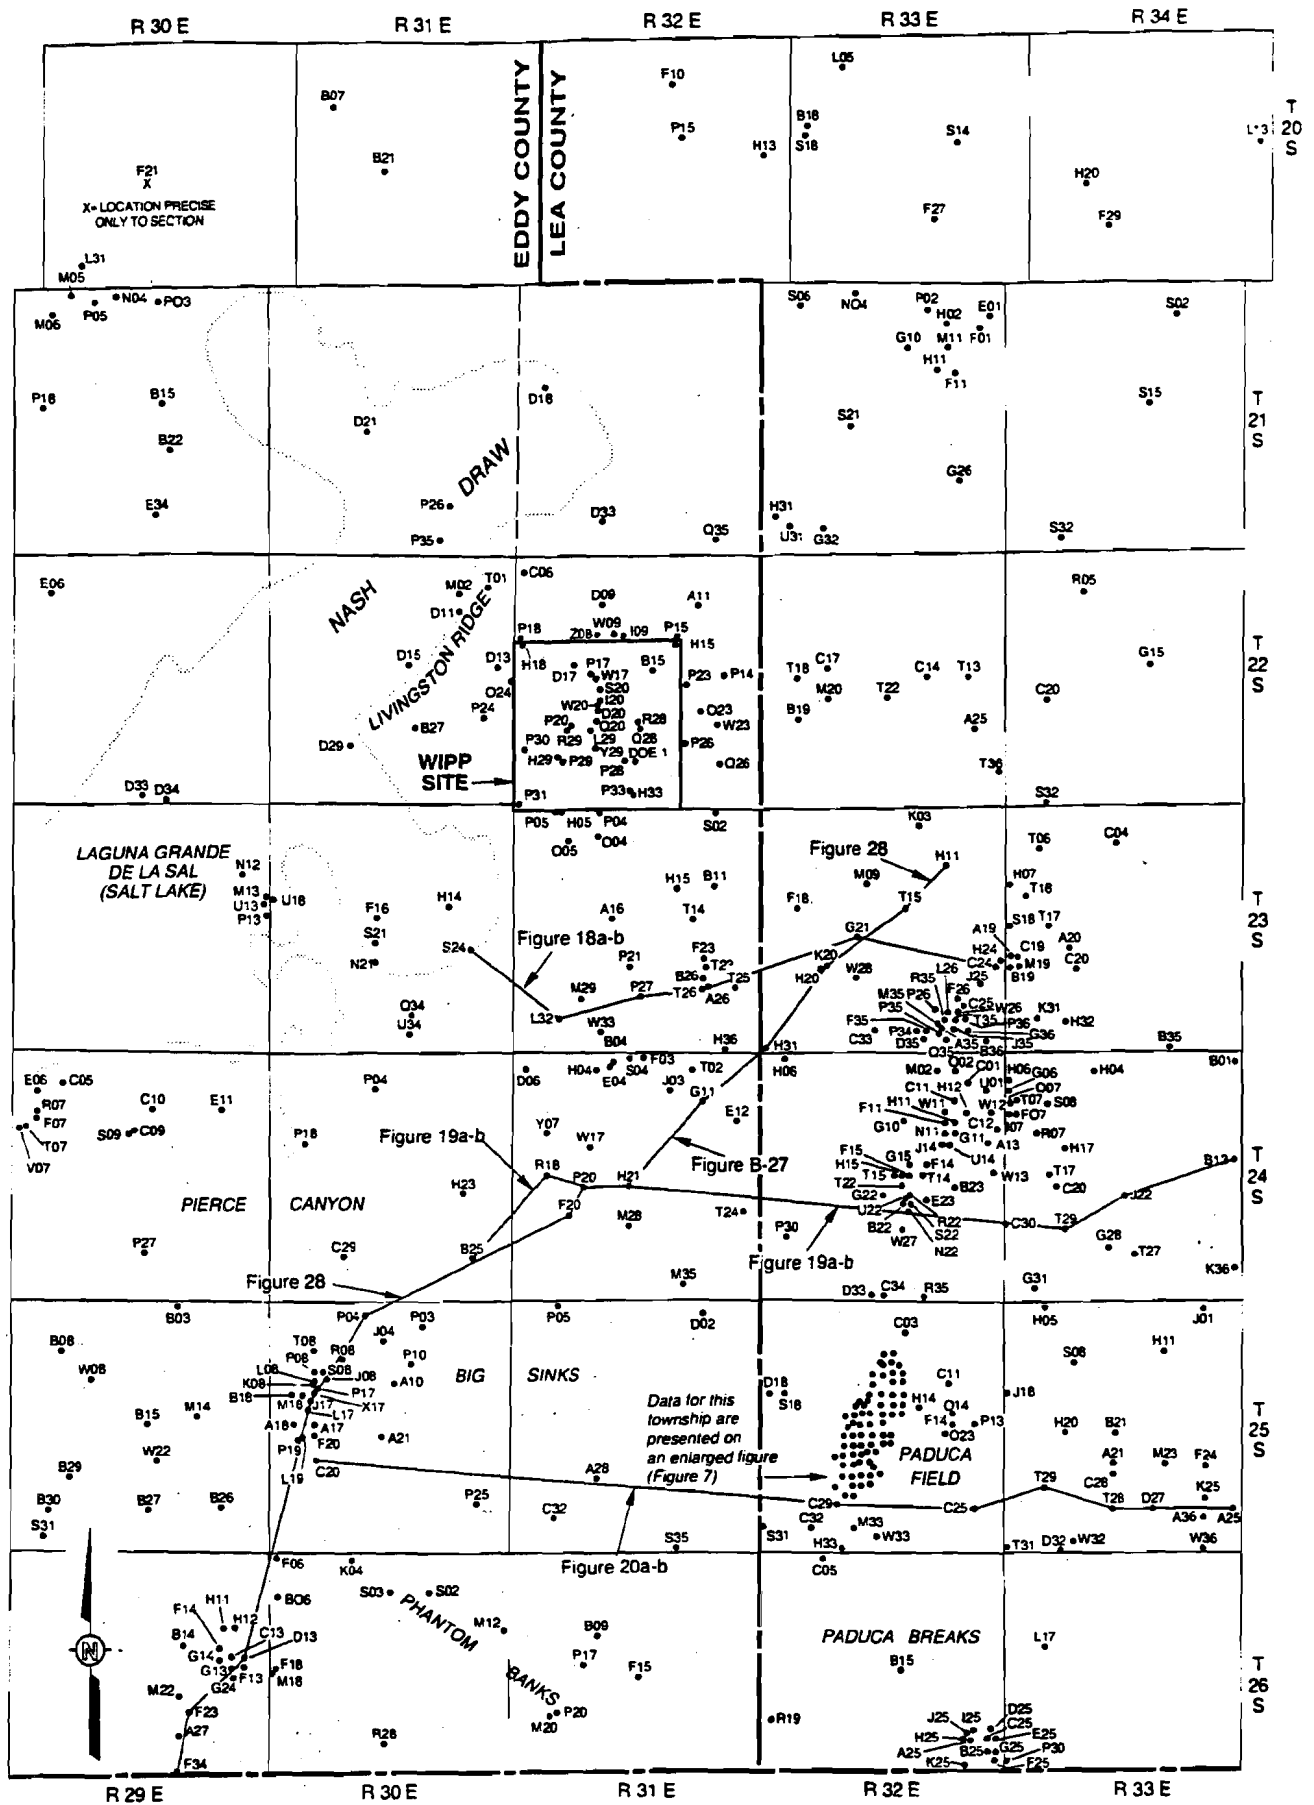 R 30 E
R 31 E
R 32 E
R 33 E
R 34 E
EDDY COUNTY
LEA COUNTY
T
20
S
B07
F10
L05
B18
S18
P15
H13
S14
B21
F21
X
X= LOCATION PRECISE
ONLY TO SECTION
H20
F27
F29
L31
M05
N04
PO3
P05
M06
S06
NO4
P02
H02
E01
F01
S02
G10
M11
H11
F11
P18
B15
D18
D21
S21
S15
T
21
S
B22
DRAW
G26
E34
P26
D33
P35
Q35
H31
U31
G32
S32
E06
NASH
M02
T01
C06
D11
D09
A11
R05
LIVINGSTON RIDGE
P18
Z08
W09
I09
P15
H15
H18
D15
D13
O24
D17
P17
W17
B15
P23
P14
T18
C17
C14
T13
G15
T
22
S
S20
I20
W20
D20
M20
T22
C20
P24
P20
Q20
R28
O23
W23
B19
A25
B27
D29
R29
L29
Q28
P26
P30
Y29
DOE 1
H29
P29
P28
Q26
T36
WIPP
SITE
P33
H33
D33
D34
P31
S32
P05
H05
P04
S02
K03
O05
O04
T06
C04
LAGUNA GRANDE
DE LA SAL
(SALT LAKE)
Figure 28
H11
N12
M13
U13
U18
P13
H15
B11
M09
H07
T18
F16
H14
A16
T14
F18
T15
S18
T17
T
23
S
S21
S24
Figure 18a-b
G21
A19
A20
N21
P21
F23
K20
H24
C19
H20
C24
M19
C20
B26
T25
W28
B19
L26
J25
M29
P27
T26
A26
R35
F26
M35
P26
C25
W26
K31
L32
W33
P35
T35
P36
H32
O34
U34
F35
P34
G36
C33
D35
O35
A35
B36
J35
B35
B04
H36
H31
E06
C05
P04
D06
H04
E04
S04
F03
T02
J03
H06
M02
O02
C01
H06
G06
H04
B01
R07
F07
T07
V07
C10
E11
G11
C11
H12
U01
O07
S09
C09
P18
Y07
E12
H11
W11
W12
T07
S08
FO7
F11
I07
G10
N11
G11
A13
R07
Figure 19a-b
W17
Figure B-27
J14
U14
H17
T
24
S
R18
P20
H21
F15
G15
F14
W13
H15
T15
T14
T17
B13
PIERCE CANYON
H23
T22
B23
C20
F20
G22
E23
J22
M28
T24
U22
R22
B22
S22
C30
T29
P27
C29
B25
P30
W27
N22
G28
T27
Figure 28
Figure 19a-b
K36
M35
D33
C34
R35
G31
B03
P04
P03
P05
D02
C03
H05
J01
B08
T08
R08
J04
S08
H11
W08
P08
P10
L08
S08
J08
BIG SINKS
K08
P17
A10
D18
C11
J18
B18
M18
J17
X17
S18
H14
M14
L17
Q14
B15
A18
A17
Data for this
township are
presented on
an enlarged figure
(Figure 7)
F14
P13
H20
B21
T
25
S
P19
F20
A21
O23
W22
L19
PADUCA
FIELD
A21
M23
F24
B29
C20
A28
T29
C28
K25
B30
B27
B26
P25
C32
C29
C25
T28
D27
A36
A25
S31
S35
S31
C32
M33
W33
H33
T31
D32
W32
W36
F06
K04
Figure 20a-b
C05
BO6
S03
S02
PHANTOM
BANKS
H11
H12
F14
M12
B09
PADUCA BREAKS
L17
B14
C13
D13
G14
G13
F13
F18
P17
B15
N
M18
F15
T
26
S
G24
M22
F23
P20
M20
R19
A27
R28
J25
I25
D25
C25
H25
E25
A25
B25
G25
P30
F34
K25
F25
R 29 E
R 30 E
R 31 E
R 32 E
R 33 E